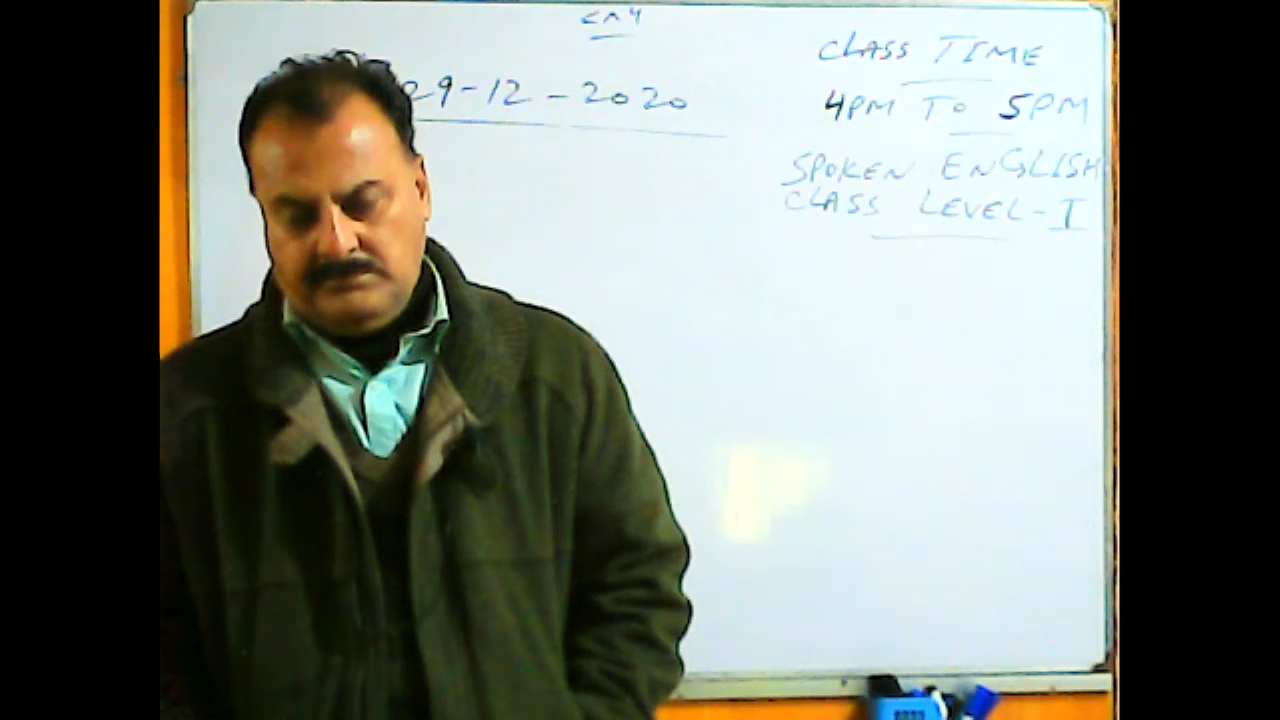 29-12-2020
CLASS TIME
4PM TO 5PM
SPOKEN ENGLISH
CLASS LEVEL-I